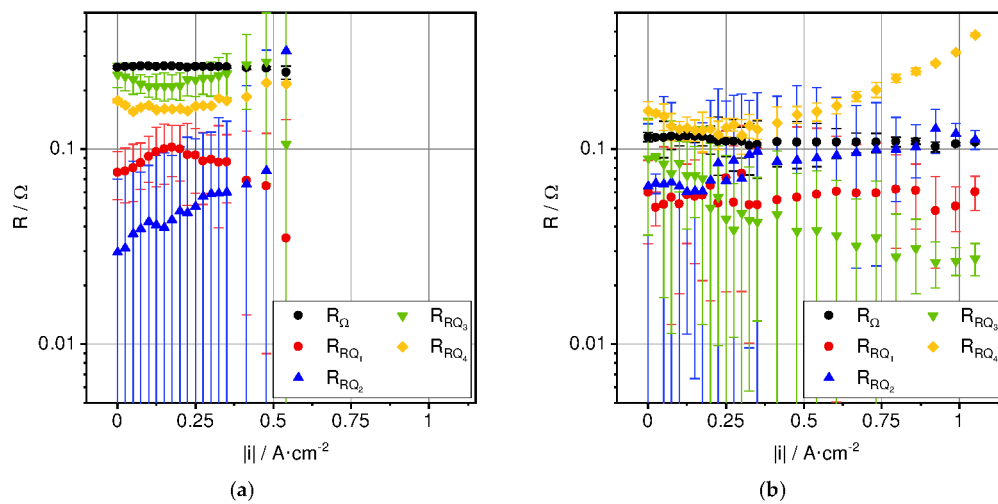 R / Ω
0.1
0.01
0
0.25
0.5
0.75
1
|i| / A·cm⁻²
R_Ω
R_RQ₁
R_RQ₂
R_RQ₃
R_RQ₄
(a)
R / Ω
0.1
0.01
0
0.25
0.5
0.75
1
|i| / A·cm⁻²
R_Ω
R_RQ₁
R_RQ₂
R_RQ₃
R_RQ₄
(b)